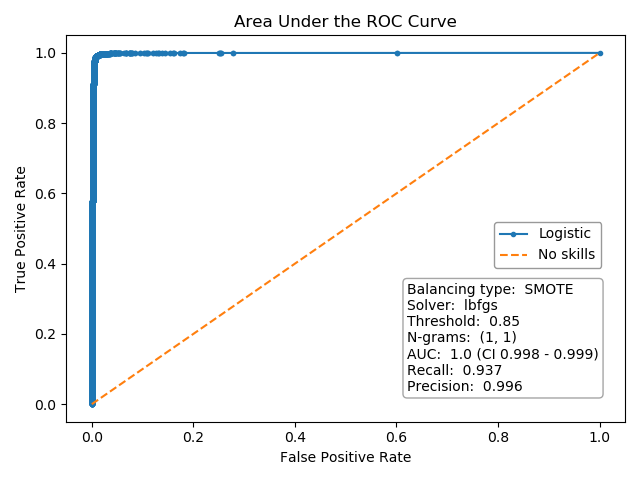 Area Under the ROC Curve
True Positive Rate
1.0
0.8
0.6
0.4
0.2
0.0
Logistic
No skills
Balancing type:  SMOTE
Solver:  lbfgs
Threshold:  0.85
N-grams:  (1, 1)
AUC:  1.0 (CI 0.998 - 0.999)
Recall:  0.937
Precision:  0.996
0.0 0.2 0.4 0.6 0.8 1.0
False Positive Rate